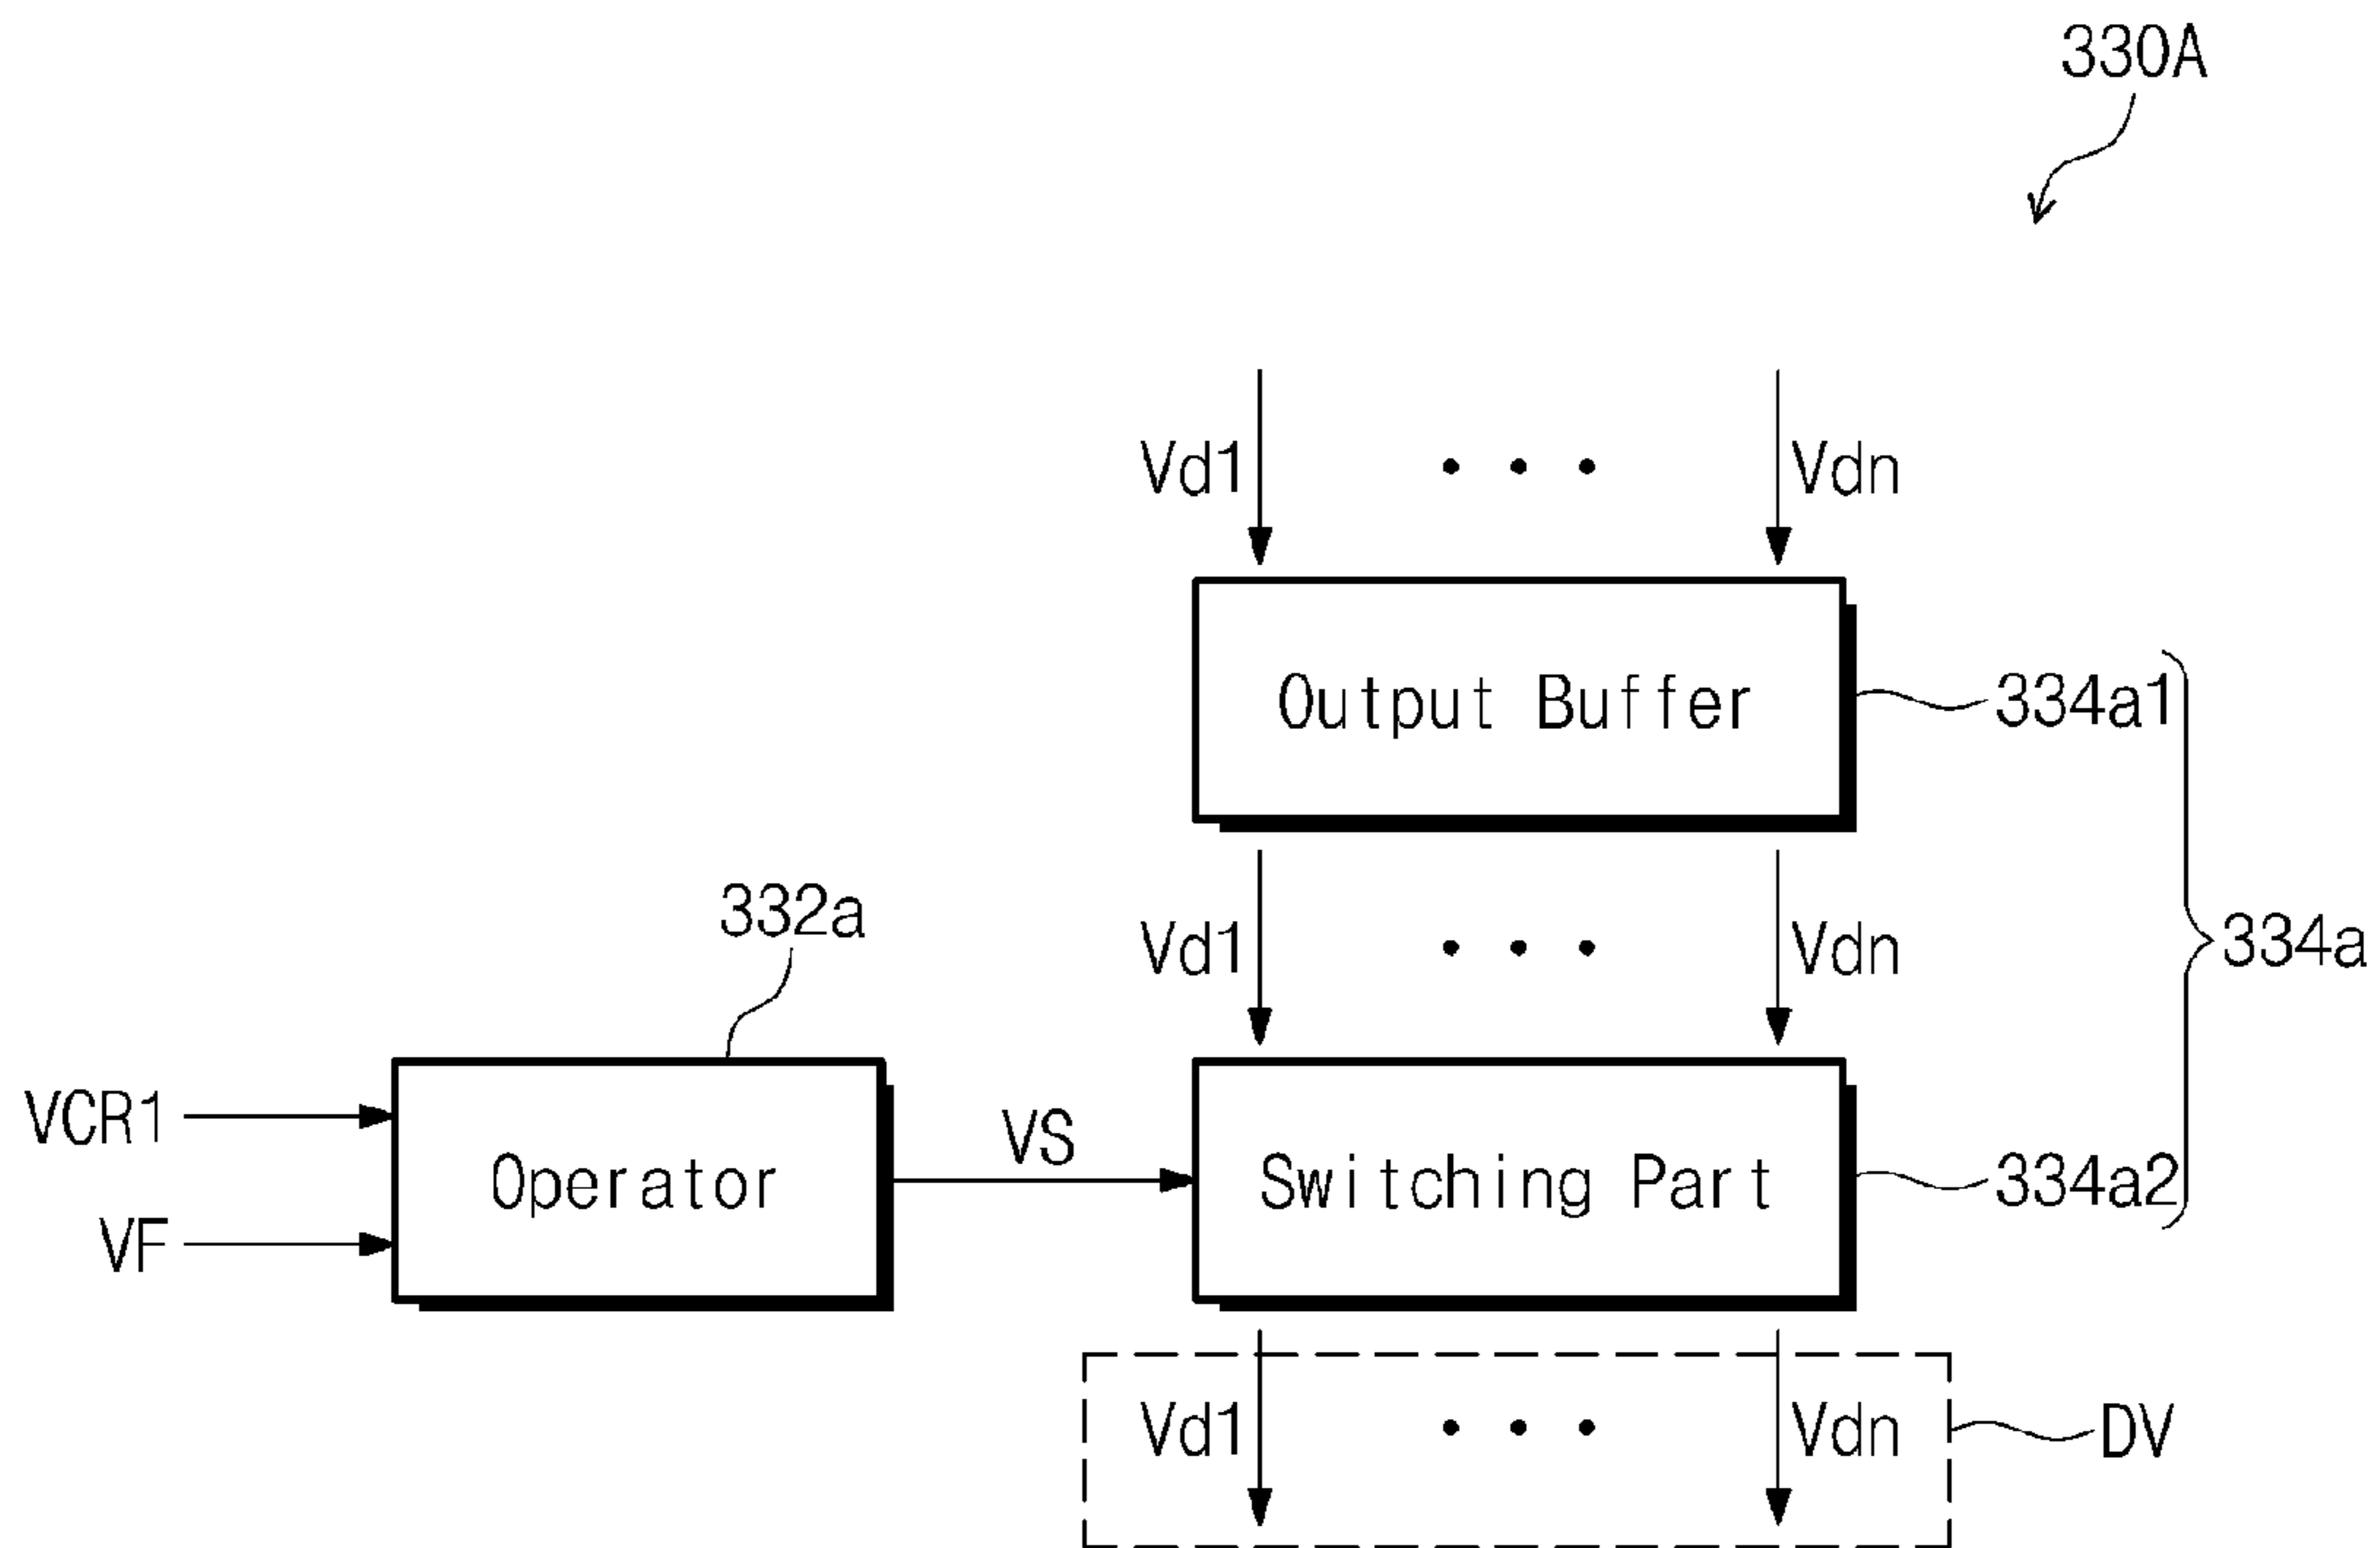 330A
Vd1 • • • Vdn
Output Buffer
334a1
332a
Vd1 • • • Vdn
334a
VCR1
VF
Operator
VS
Switching Part
334a2
Vd1 • • • Vdn
DV